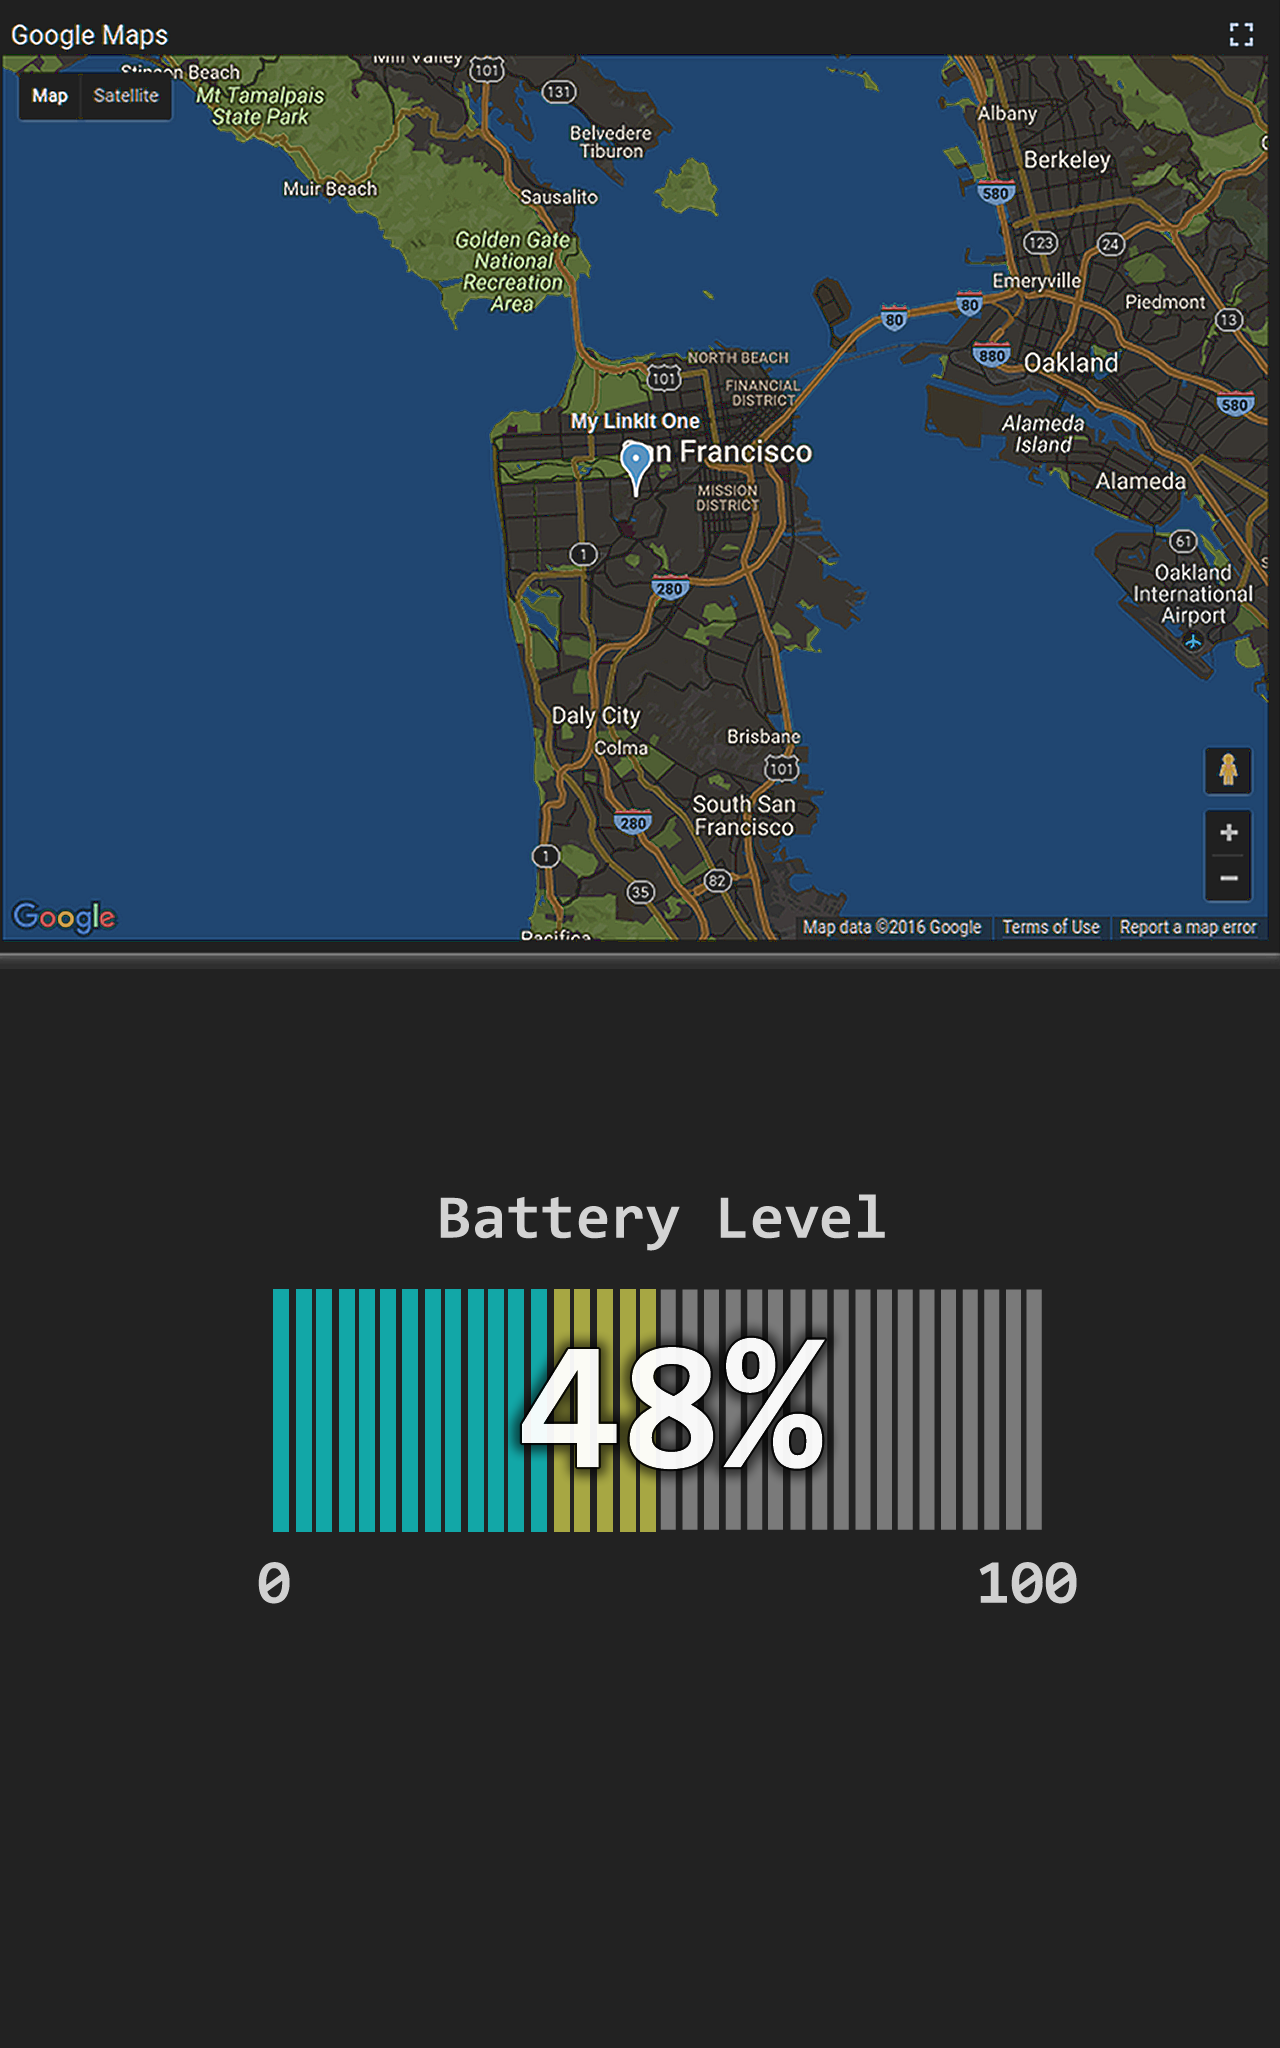 Google Maps
Mill Valley
101
Stinson Beach
Map
Satellite
131
Mt Tamalpais
State Park
Albany
Belvedere
Tiburon
Berkeley
Muir Beach
Sausalito
580
Golden Gate
National
Recreation
Area
123
24
Emeryville
80
80
Piedmont
13
NORTH BEACH
880
Oakland
101
FINANCIAL
DISTRICT
580
My LinkIt One
Alameda
Island
San Francisco
Alameda
MISSION
DISTRICT
61
1
280
Oakland
International
Airport
Daly City
Colma
Brisbane
101
South San
Francisco
280
1
82
35
Google
Pacifica
Map data ©2016 Google
Terms of Use
Report a map error
Battery Level
48%
0
100